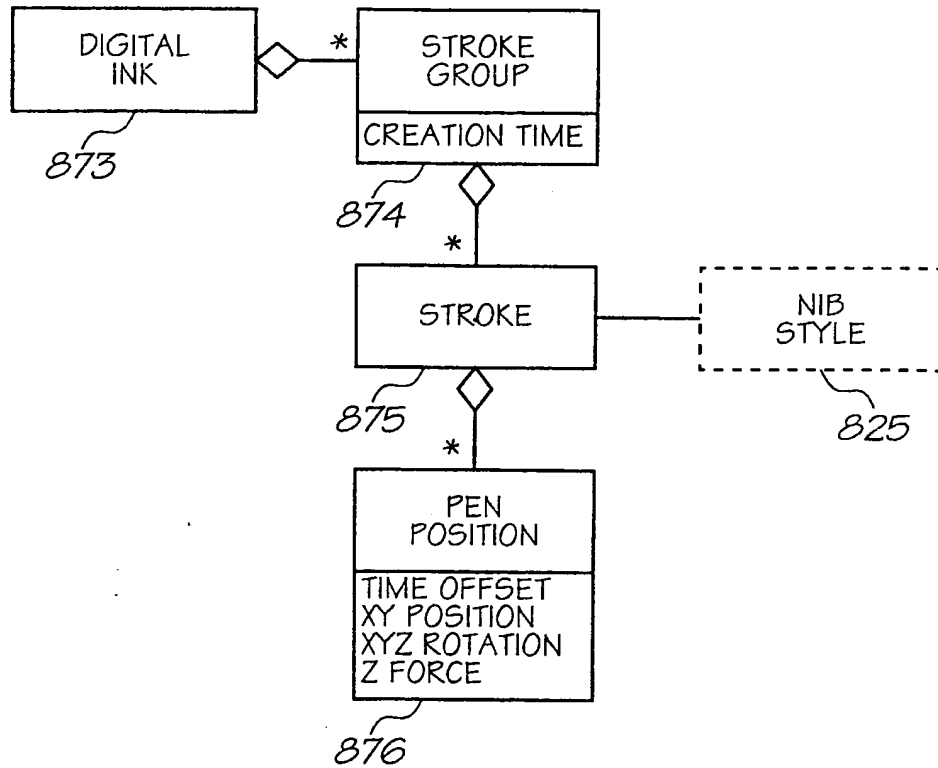 DIGITAL
INK
873
*
STROKE
GROUP
CREATION TIME
874
*
STROKE
875
NIB
STYLE
825
*
PEN
POSITION
TIME OFFSET
XY POSITION
XYZ ROTATION
Z FORCE
876